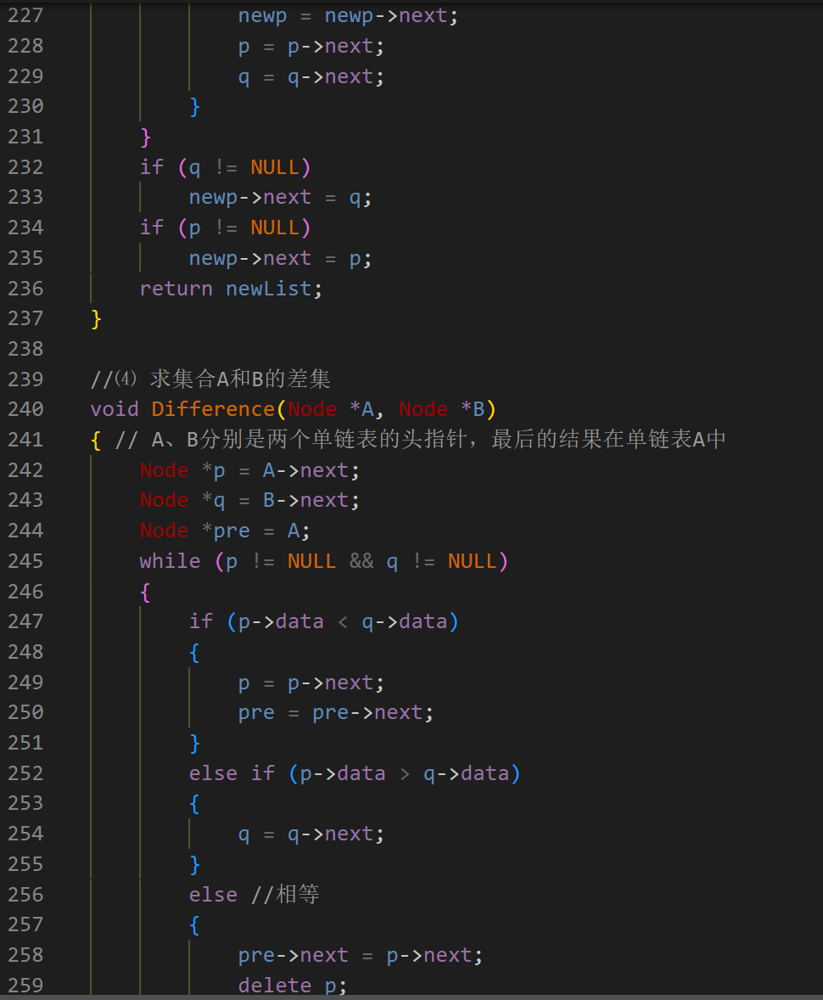 227 newp = newp->next;
228 p = p->next;
229 q = q->next;
230 }
231 }
232 if (q != NULL)
233 newp->next = q;
234 if (p != NULL)
235 newp->next = p;
236 return newList;
237 }
238
239 //⑷ 求集合A和B的差集
240 void Difference(Node *A, Node *B)
241 { // A、B分别是两个单链表的头指针，最后的结果在单链表A中
242 Node *p = A->next;
243 Node *q = B->next;
244 Node *pre = A;
245 while (p != NULL && q != NULL)
246 {
247 if (p->data < q->data)
248 {
249 p = p->next;
250 pre = pre->next;
251 }
252 else if (p->data > q->data)
253 {
254 q = q->next;
255 }
256 else //相等
257 {
258 pre->next = p->next;
259 delete p;